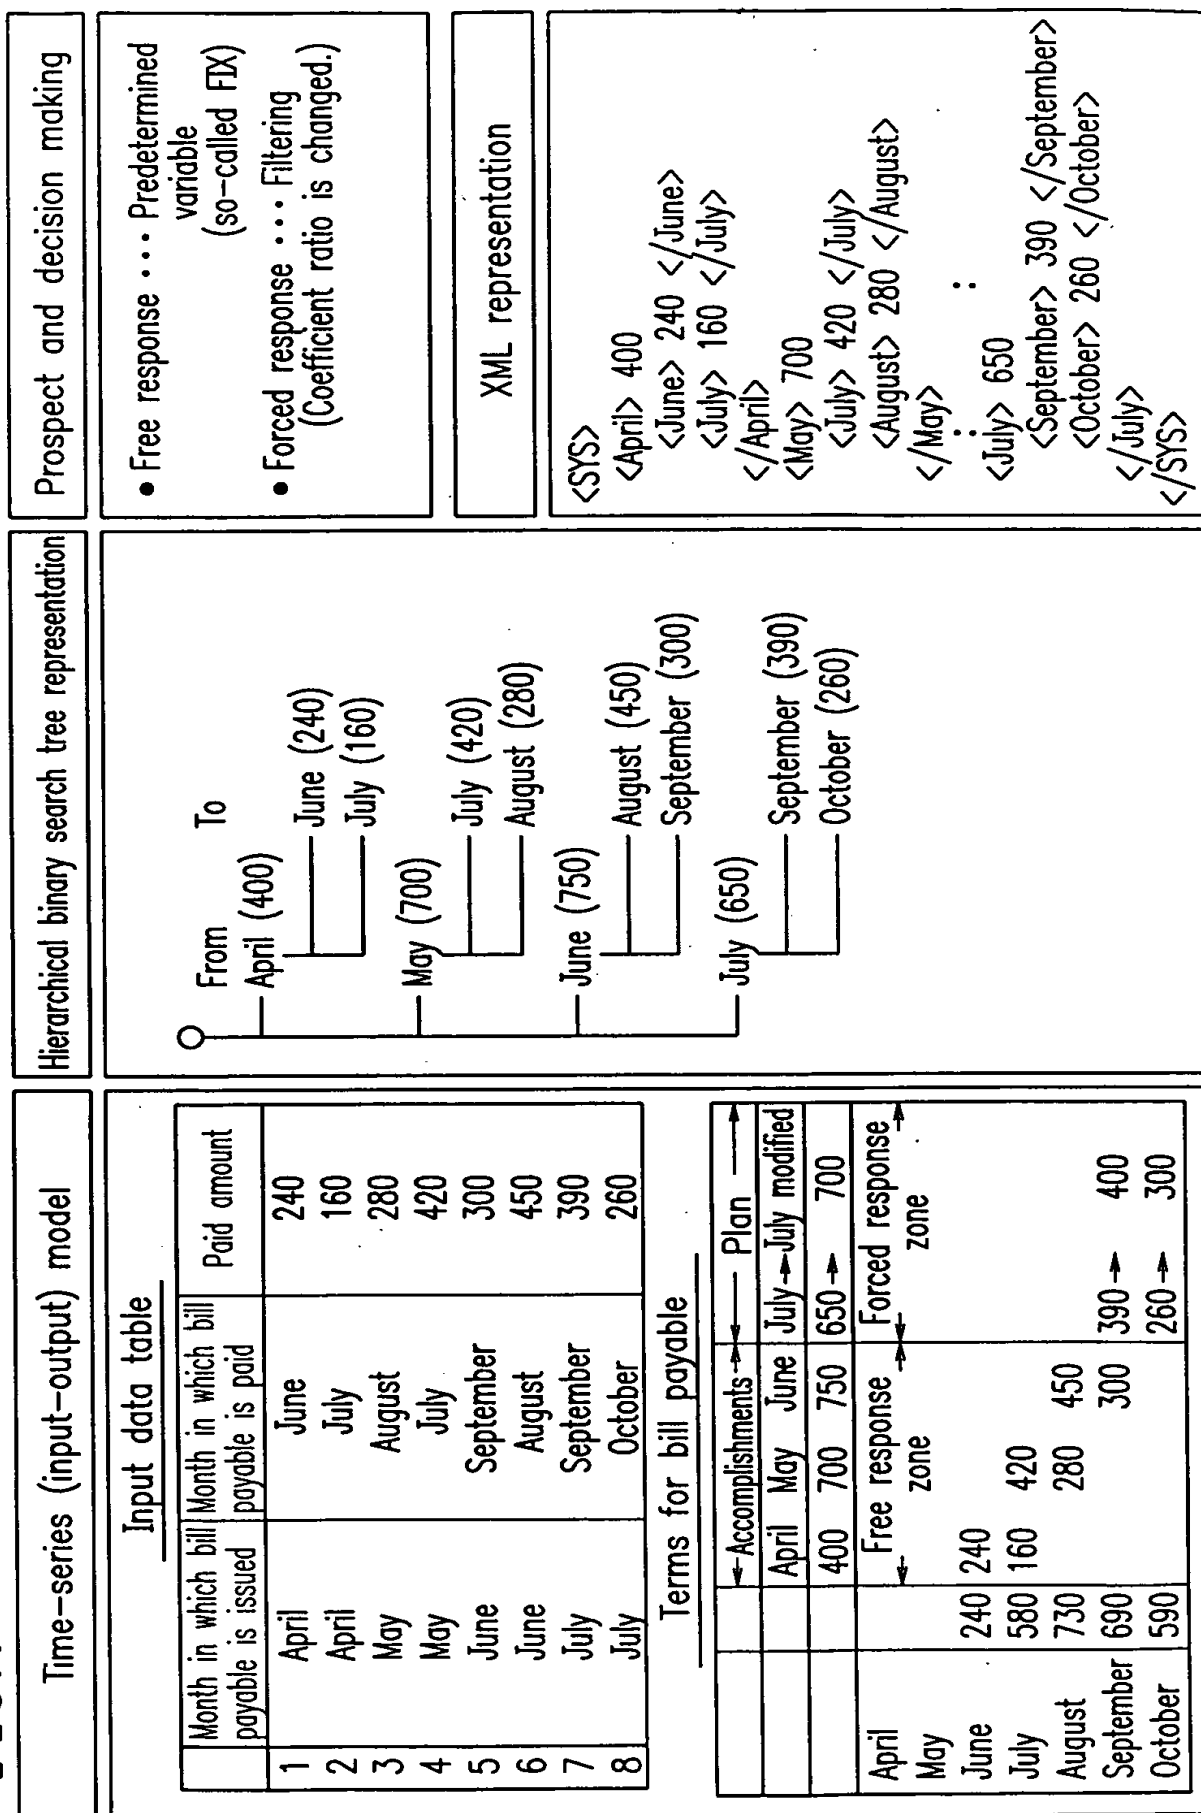 Time-series (input-output) model
Input data table
Month in which bill payable is issued Month in which bill payable is paid Paid amount
1 April June 240
2 April July 160
3 May August 280
4 May July 420
5 June September 300
6 June August 450
7 July September 390
8 July October 260
Terms for bill payable
Accomplishments Plan
April May June July→July modified
400 700 750 650→ 700
Free response zone Forced response zone
April
May
June 240 240
July 580 160 420
August 730 280 450
September 690 300 390→ 400
October 590 260→ 300
Hierarchical binary search tree representation
From To
April (400)
June (240)
July (160)
May (700)
July (420)
August (280)
June (750)
August (450)
September (300)
July (650)
September (390)
October (260)
Prospect and decision making
• Free response ··· Predetermined
variable
(so-called FIX)
• Forced response ··· Filtering
(Coefficient ratio is changed.)
XML representation
<SYS>
<April> 400
<June> 240 </June>
<July> 160 </July>
</April>
<May> 700
<July> 420 </July>
<August> 280 </August>
</May>
: :
<July> 650
<September> 390 </September>
<October> 260 </October>
</July>
</SYS>